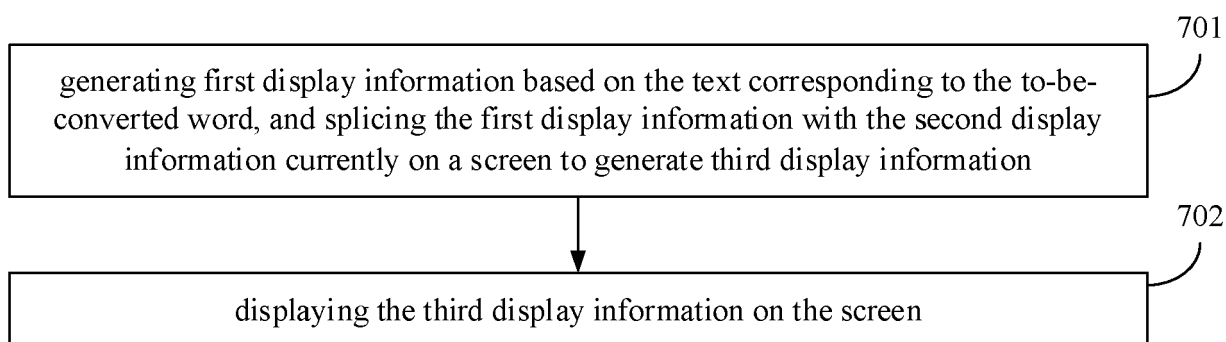 701
generating first display information based on the text corresponding to the to-be-
converted word, and splicing the first display information with the second display
information currently on a screen to generate third display information
702
displaying the third display information on the screen